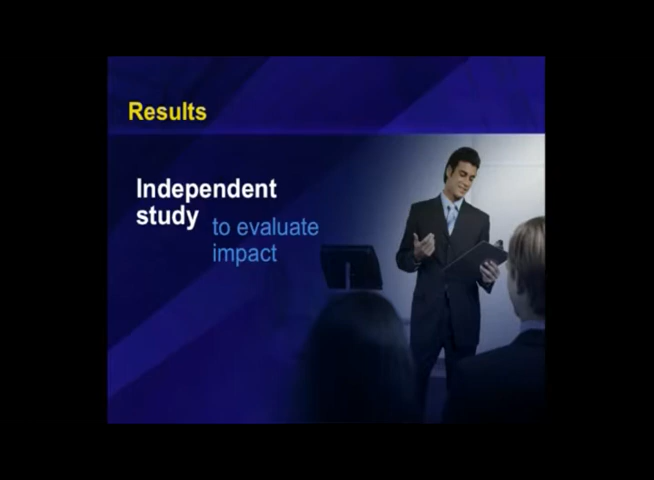 Results
Independent
study
to evaluate
impact